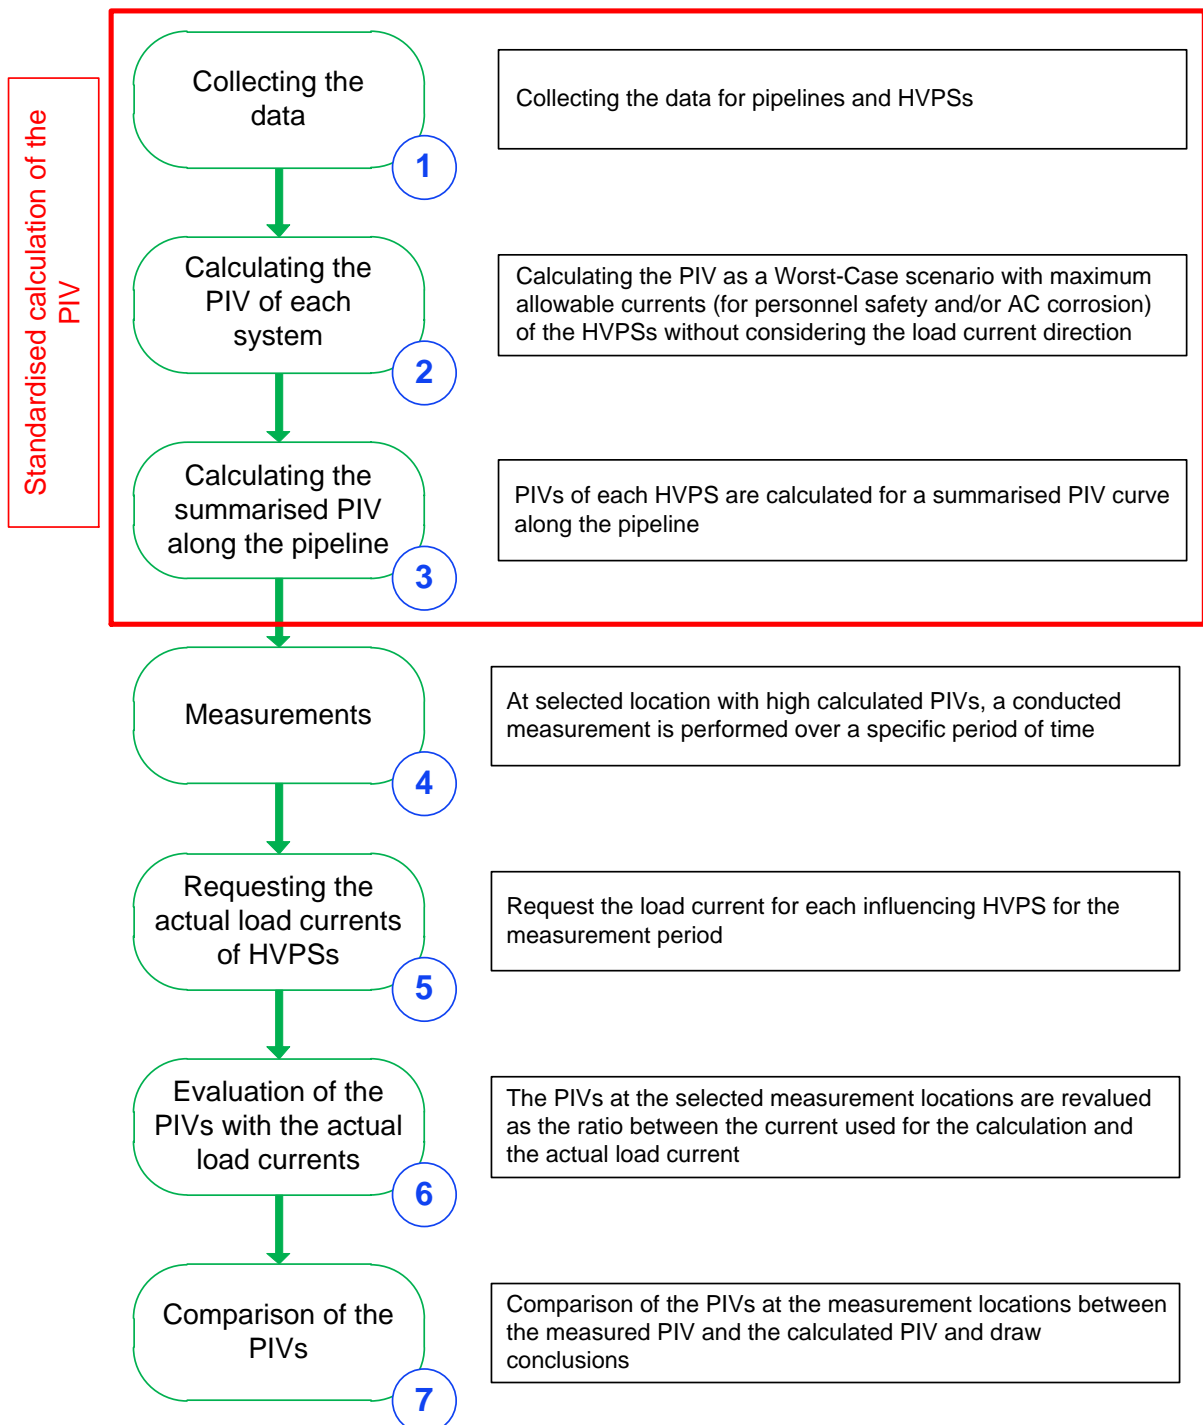 Standardised calculation of the
PIV
Collecting the
data
1
Collecting the data for pipelines and HVPSs
Calculating the
PIV of each
system
2
Calculating the PIV as a Worst-Case scenario with maximum
allowable currents (for personnel safety and/or AC corrosion)
of the HVPSs without considering the load current direction
Calculating the
summarised PIV
along the pipeline
3
PIVs of each HVPS are calculated for a summarised PIV curve
along the pipeline
Measurements
4
At selected location with high calculated PIVs, a conducted
measurement is performed over a specific period of time
Requesting the
actual load currents
of HVPSs
5
Request the load current for each influencing HVPS for the
measurement period
Evaluation of the
PIVs with the actual
load currents
6
The PIVs at the selected measurement locations are revalued
as the ratio between the current used for the calculation and
the actual load current
Comparison of the
PIVs
7
Comparison of the PIVs at the measurement locations between
the measured PIV and the calculated PIV and draw
conclusions